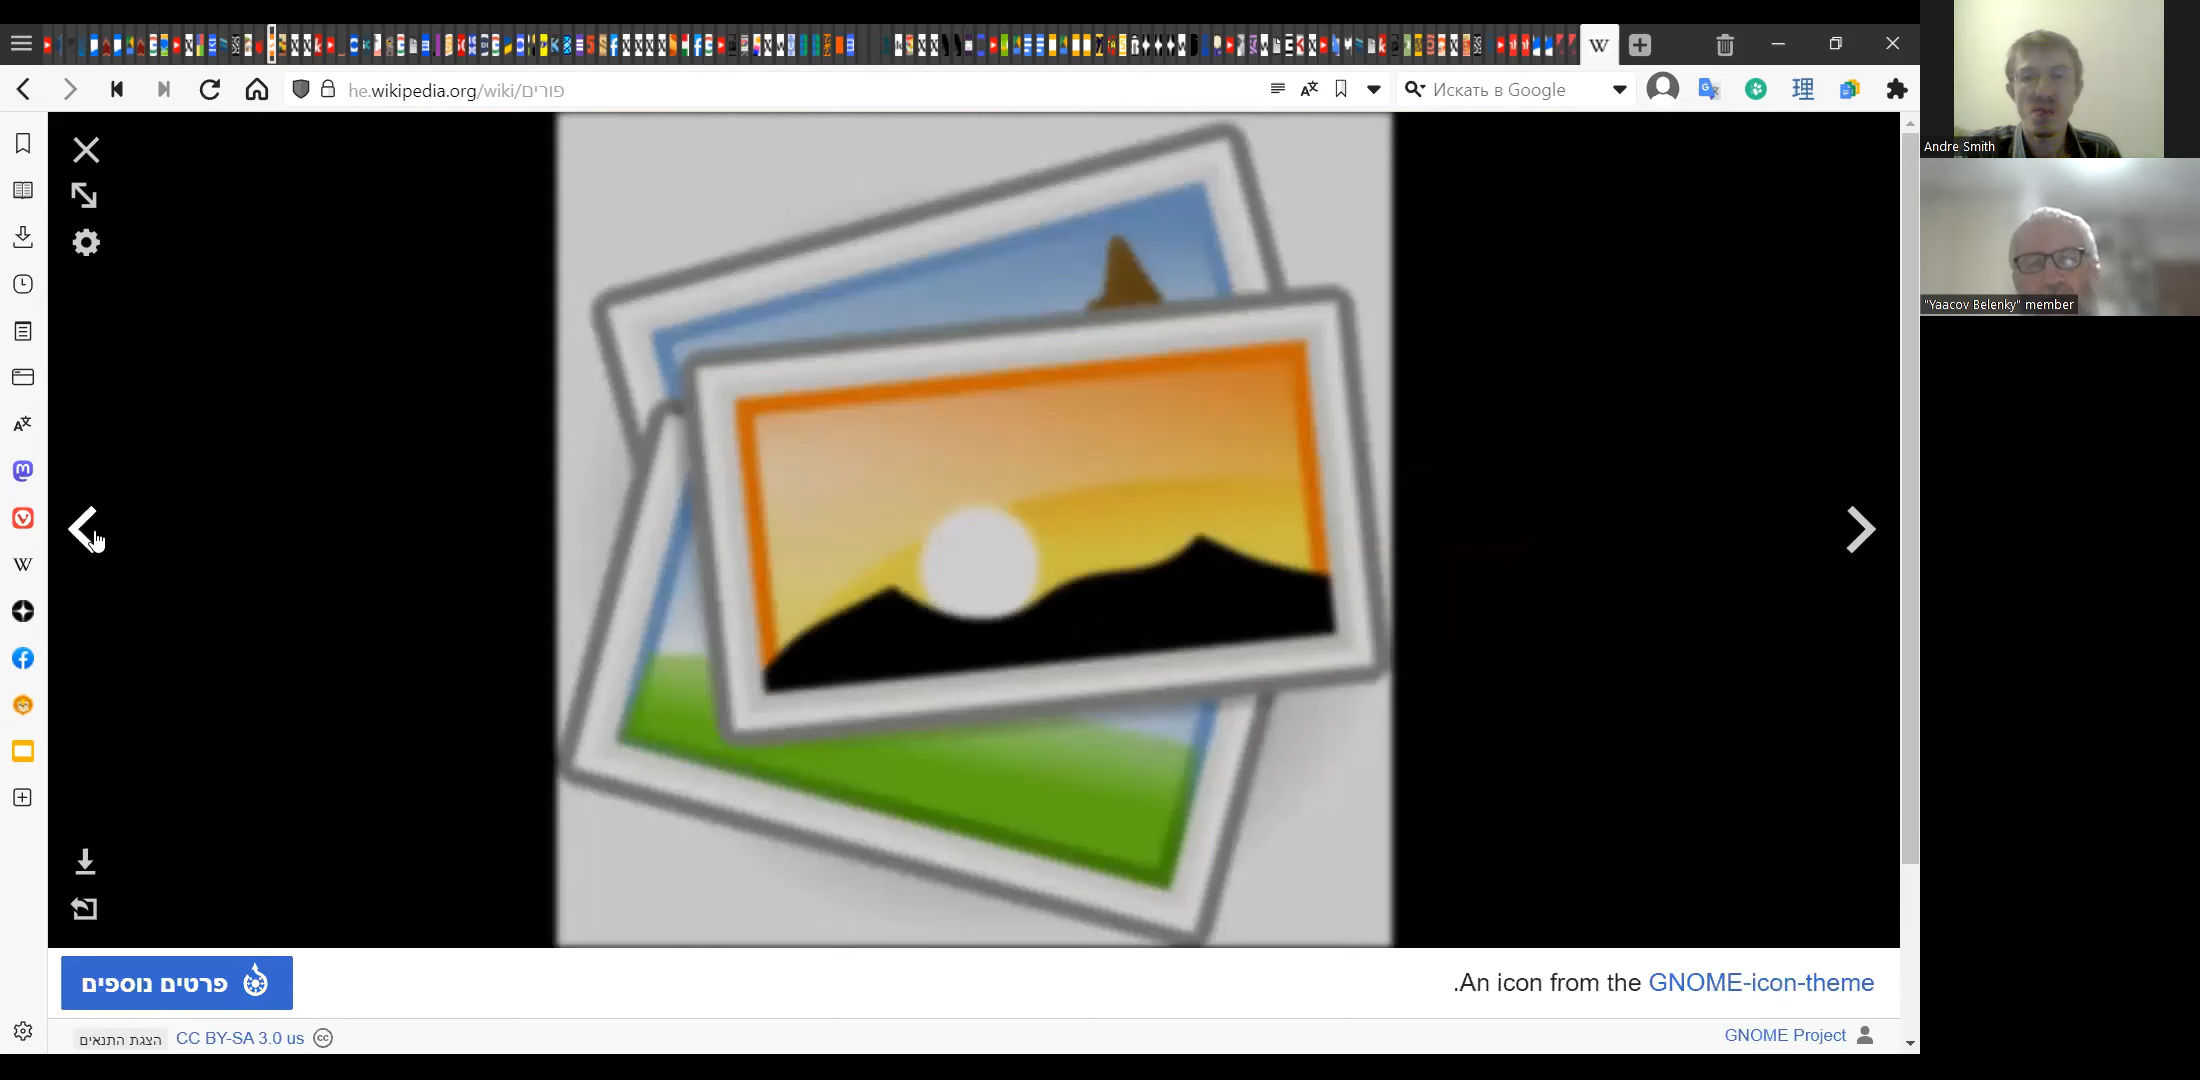 he.wikipedia.org/wiki/פורים
Искать в Google
Andre Smith
"Yaacov Belenky" member
פרטים נוספים
An icon from the GNOME-icon-theme.
הצגת התנאים
CC BY-SA 3.0 us
GNOME Project